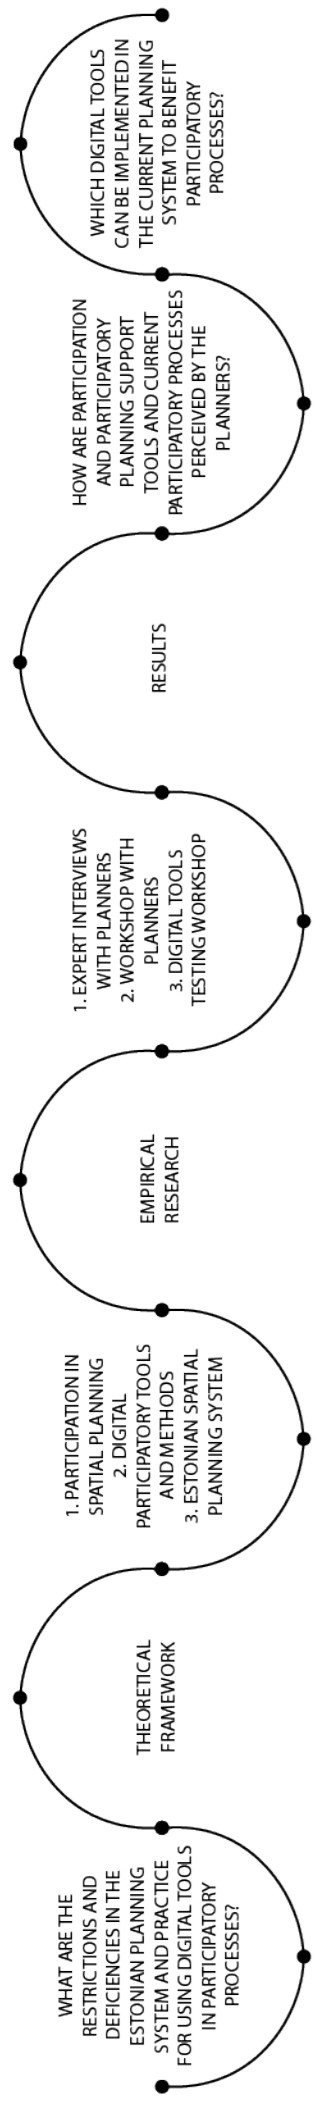 WHAT ARE THE
RESTRICTIONS AND
DEFICIENCIES IN THE
ESTONIAN PLANNING
SYSTEM AND PRACTICE
FOR USING DIGITAL TOOLS
IN PARTICIPATORY
PROCESSES?
THEORETICAL
FRAMEWORK
1. PARTICIPATION IN
SPATIAL PLANNING
2. DIGITAL
PARTICIPATORY TOOLS
AND METHODS
3. ESTONIAN SPATIAL
PLANNING SYSTEM
EMPIRICAL
RESEARCH
1. EXPERT INTERVIEWS
WITH PLANNERS
2. WORKSHOP WITH
PLANNERS
3. DIGITAL TOOLS
TESTING WORKSHOP
RESULTS
HOW ARE PARTICIPATION
AND PARTICIPATORY
PLANNING SUPPORT
TOOLS AND CURRENT
PARTICIPATORY PROCESSES
PERCEIVED BY THE
PLANNERS?
WHICH DIGITAL TOOLS
CAN BE IMPLEMENTED IN
THE CURRENT PLANNING
SYSTEM TO BENEFIT
PARTICIPATORY
PROCESSES?